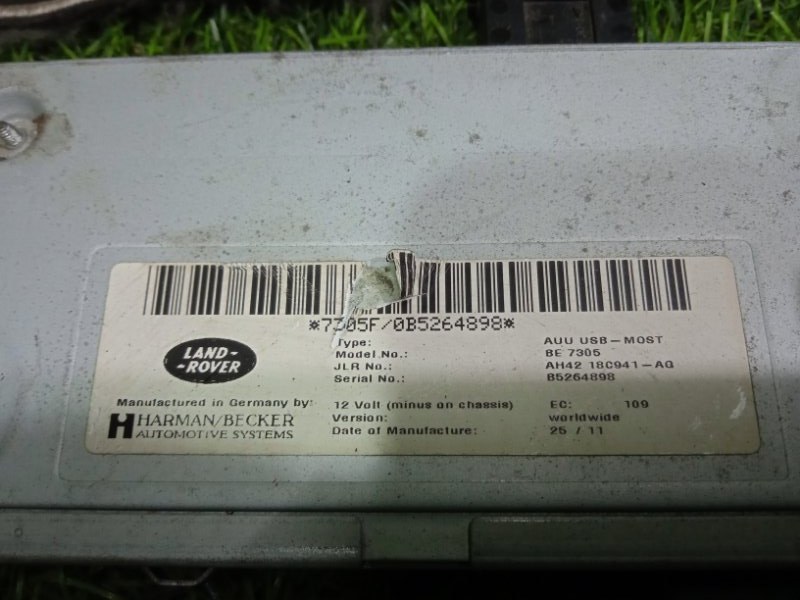 *7305F/0B5264898*
LAND-
-ROVER
Type: AUU USB-MOST
Model No.: BE 7305
JLR No.: AH42 18C941-AG
Serial No.: B5264898
Manufactured in Germany by: 12 Volt (minus on chassis) EC: 109
HARMAN/BECKER Version: worldwide
AUTOMOTIVE SYSTEMS Date of Manufacture: 25 / 11